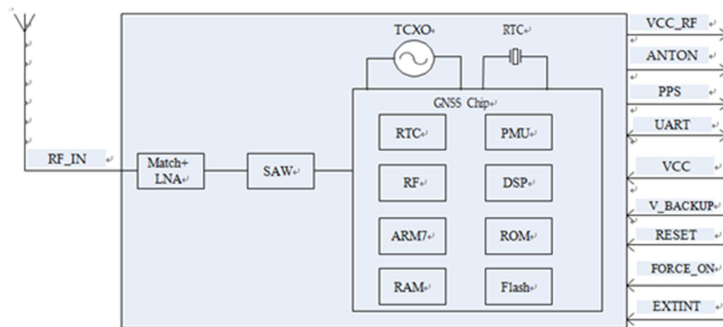 TCXO
RTC
VCC_RF
ANTON
PPS
UART
VCC
V_BACKUP
RESET
FORCE_ON
EXTINT
RF_IN
Match+
LNA
SAW
GNSS Chip
RTC
PMU
RF
DSP
ARM7
ROM
RAM
Flash